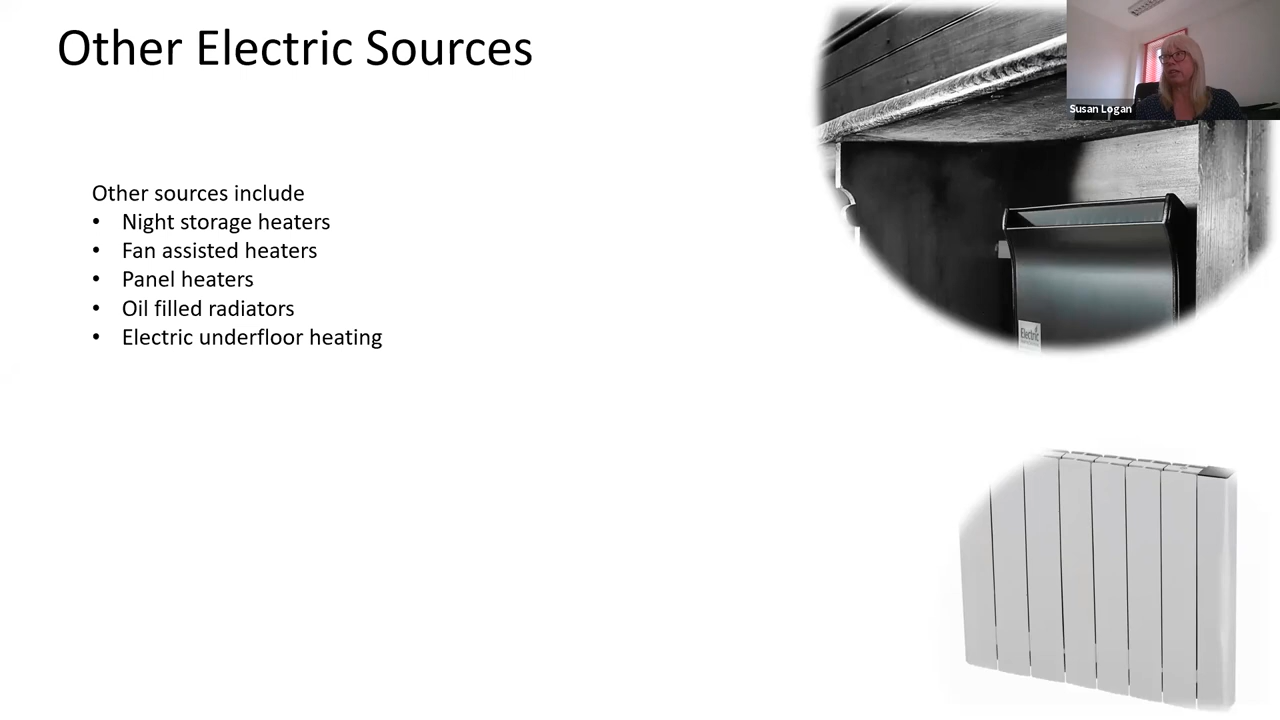 Other Electric Sources
Susan Logan
Other sources include
• Night storage heaters
• Fan assisted heaters
• Panel heaters
• Oil filled radiators
• Electric underfloor heating
Electric